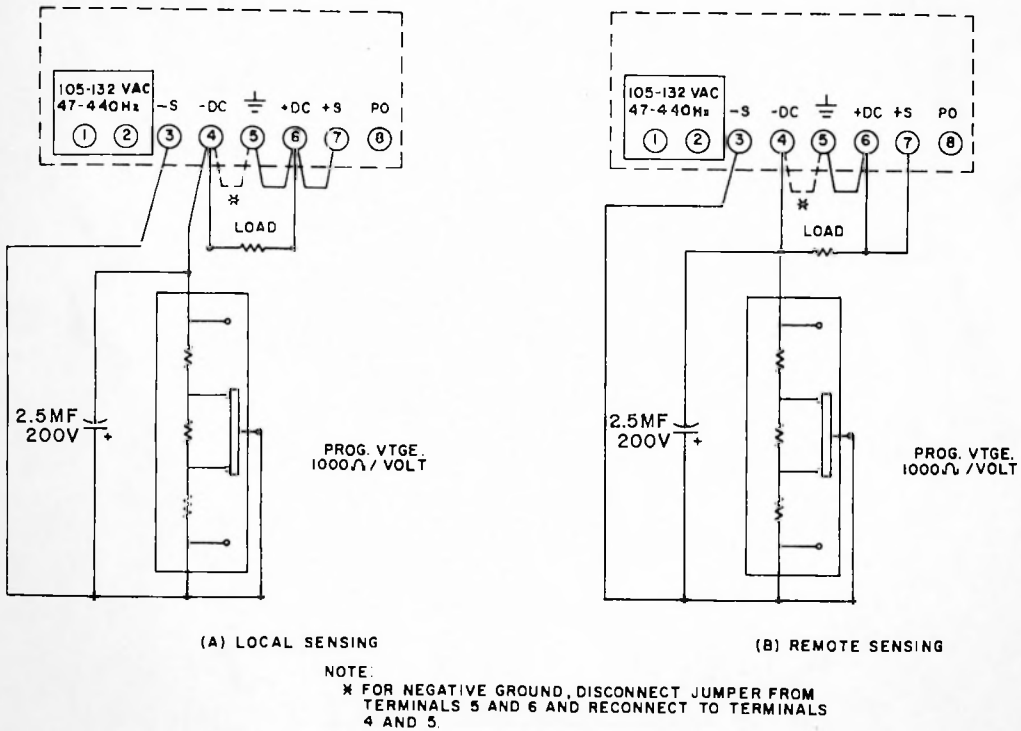 105-132 VAC
47-440Hz
-S
-DC
+DC
+S
PO
1
2
3
4
5
6
7
8
*
LOAD
2.5MF
200V
+
PROG. VTGE.
1000Ω/VOLT
(A) LOCAL SENSING
105-132 VAC
47-440Hz
-S
-DC
+DC
+S
PO
1
2
3
4
5
6
7
8
*
LOAD
2.5MF
200V
+
PROG. VTGE.
1000Ω/VOLT
(B) REMOTE SENSING
NOTE:
* FOR NEGATIVE GROUND, DISCONNECT JUMPER FROM
TERMINALS 5 AND 6 AND RECONNECT TO TERMINALS
4 AND 5.